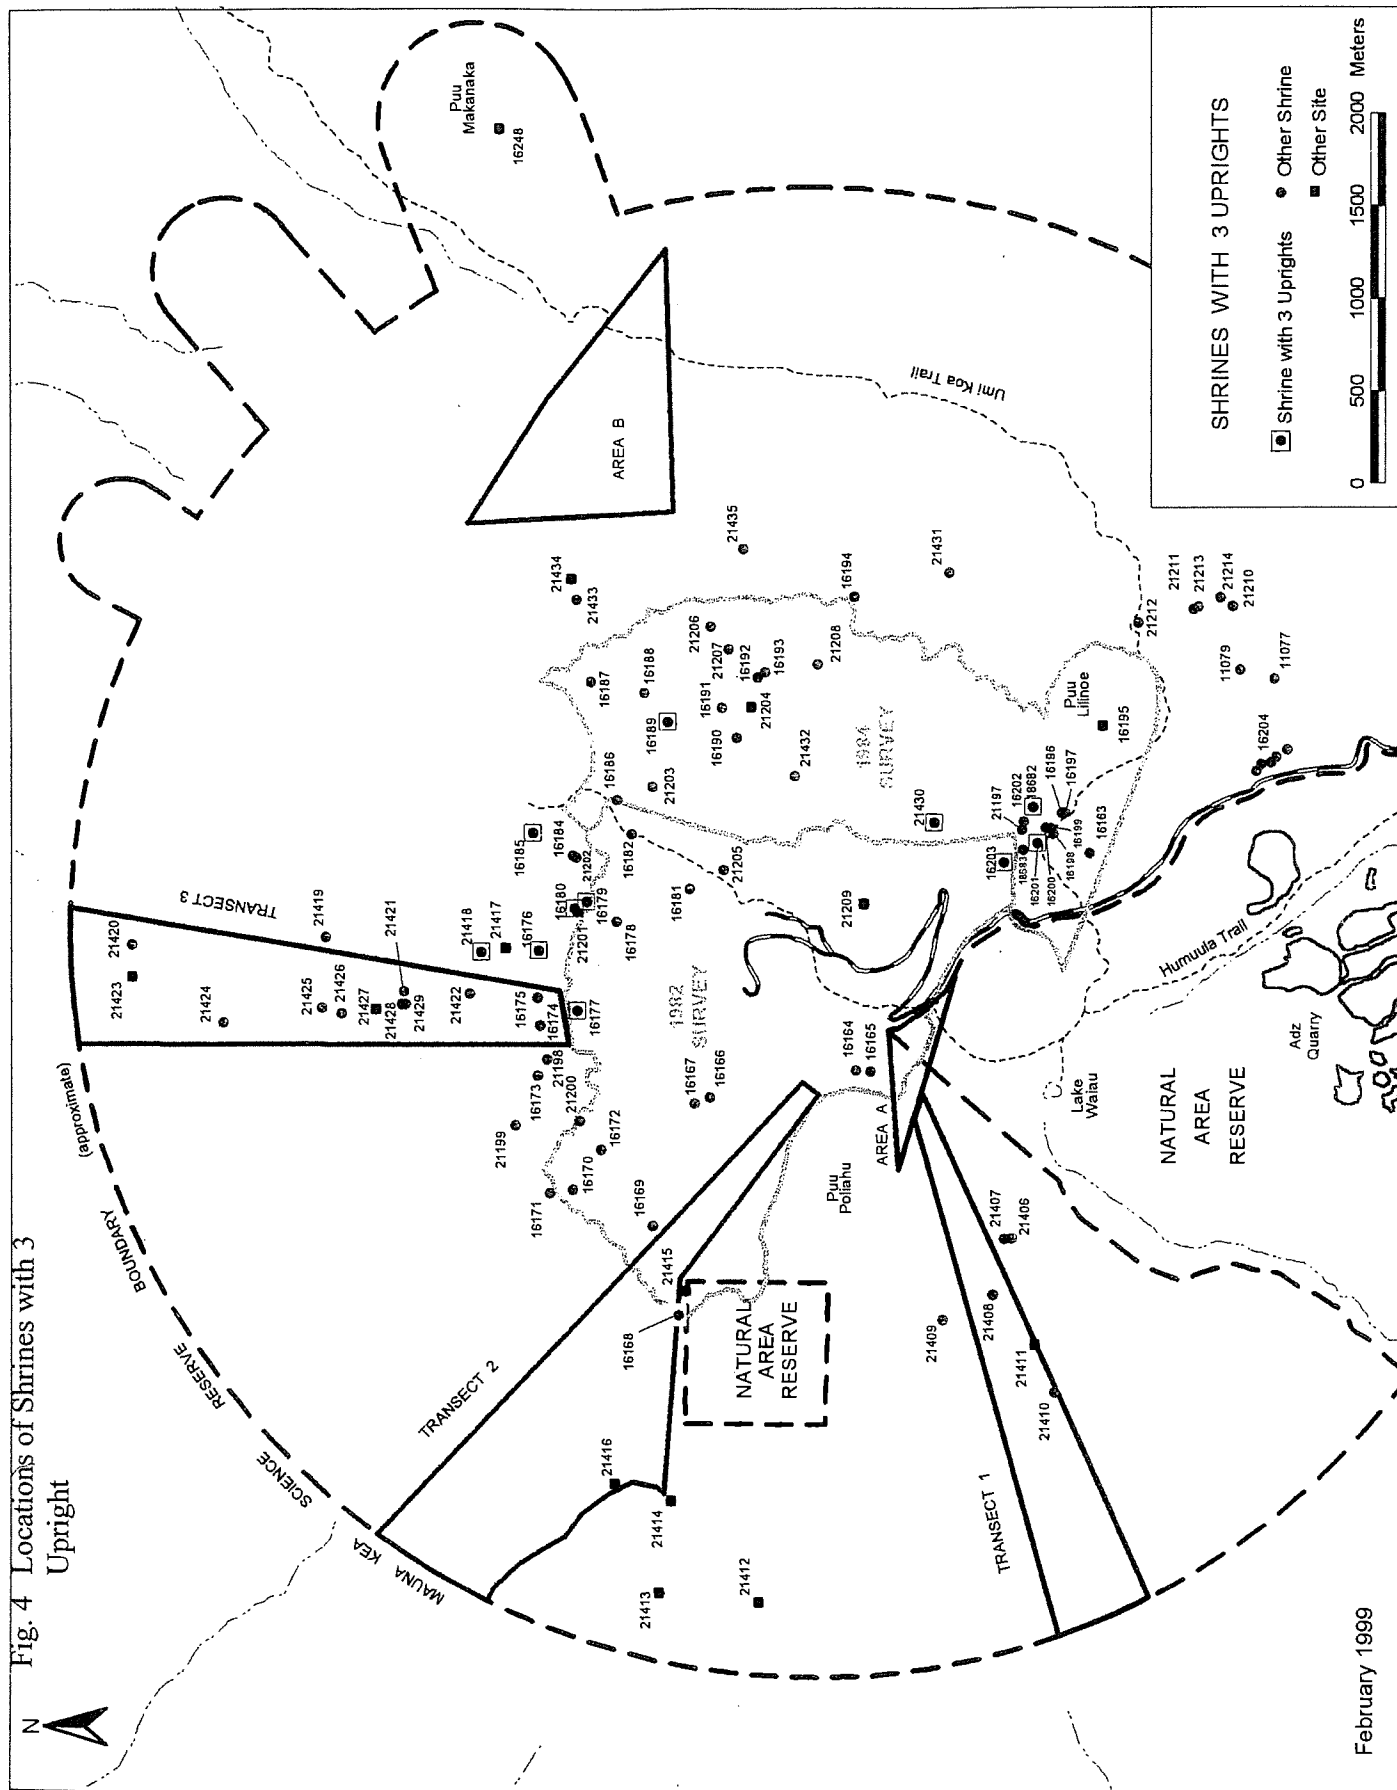 Fig. 4 Locations of Shrines with 3
Upright
N
MAUNA KEA
SCIENCE
RESERVE
BOUNDARY
(approximate)
TRANSECT 3
21420
21423
21424
21419
21425
21426
21421
21427
21428
21429
21422
21418
21417
16176
16175
16174
16177
16185
16184
21202
16180
16179
21201
16178
16182
16186
16181
21205
16173
21198
21200
21199
16172
16170
16171
16169
16167
16166
1982
SURVEY
TRANSECT 2
21415
16168
NATURAL
AREA
RESERVE
21416
21414
21413
21412
Puu
Makanaka
16248
AREA B
Umi Koa Trail
21434
21433
21435
16187
16188
16189
21203
21206
21207
16192
16193
16191
21204
16190
21208
21432
16194
21431
1984
SURVEY
21430
21209
16164
16165
AREA A
Puu
Poliahu
16203
21197
16202
18682
16196
16197
18683
16201
16200
16198
16199
16163
Puu
Lilinoe
16195
21212
21211
21213
21214
21210
11079
11077
16204
Humuula Trail
Adz
Quarry
Lake
Waiau
NATURAL
AREA
RESERVE
21407
21406
21408
21409
21411
21410
TRANSECT 1
SHRINES WITH 3 UPRIGHTS
Shrine with 3 Uprights
Other Shrine
Other Site
0 500 1000 1500 2000 Meters
February 1999